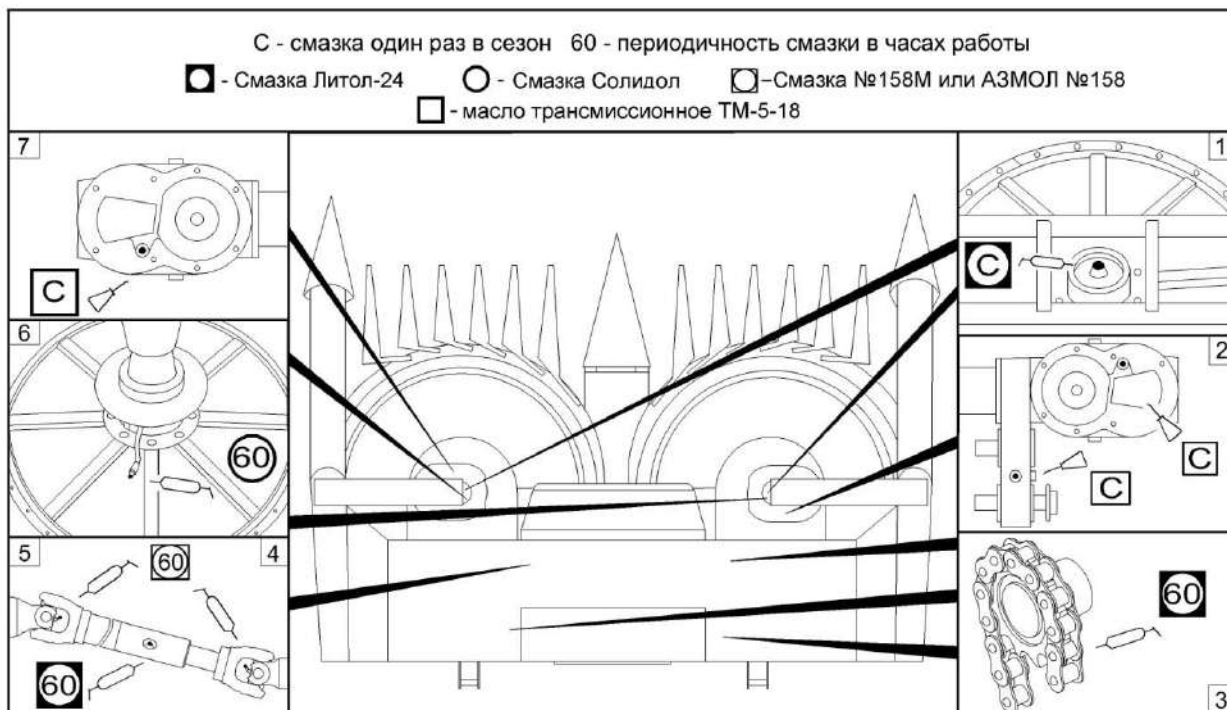 С - смазка один раз в сезон 60 - периодичность смазки в часах работы
- Смазка Литол-24 - Смазка Солидол –Смазка №158М или АЗМОЛ №158
- масло трансмиссионное ТМ-5-18
7
С
6
60
5
60
4
60
1
С
2
С
С
60
3